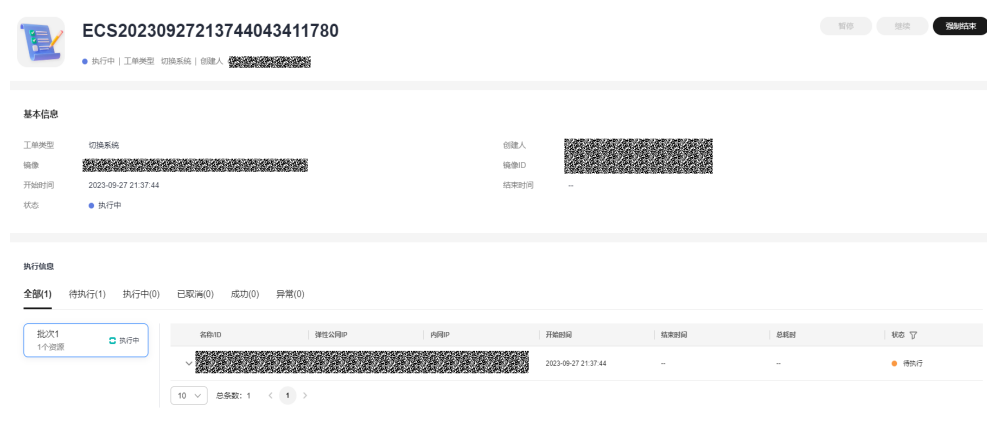 ECS20230927213744043411780
暂停 继续 强制结束
执行中 | 工单类型 切换系统 | 创建人
基本信息
工单类型 切换系统 创建人
镜像 镜像ID
开始时间 2023-09-27 21:37:44 结束时间 --
状态 执行中
执行信息
全部(1) 待执行(1) 执行中(0) 已取消(0) 成功(0) 异常(0)
批次1 执行中
1个资源
名称/ID 弹性公网IP 内网IP 开始时间 结束时间 总耗时 状态
2023-09-27 21:37:44 -- -- 待执行
10 总条数: 1 < 1 >